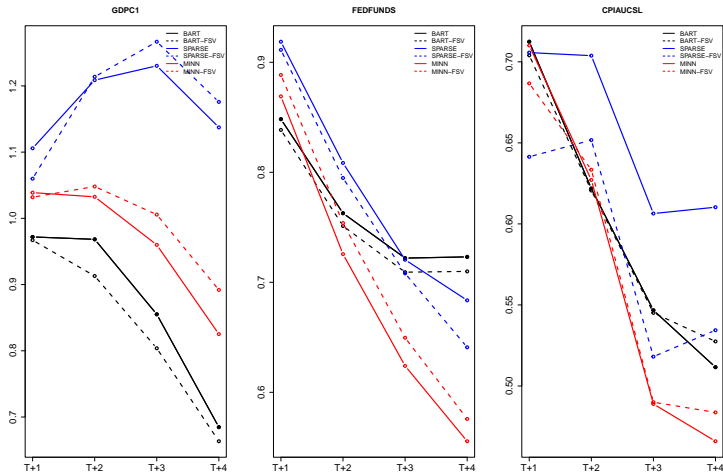 GDPC1
BART
BART-FSV
SPARSE
SPARSE-FSV
MINN
MINN-FSV
1.2
1.1
1.0
0.9
0.8
0.7
T+1
T+2
T+3
T+4
FEDFUNDS
BART
BART-FSV
SPARSE
SPARSE-FSV
MINN
MINN-FSV
0.9
0.8
0.7
0.6
T+1
T+2
T+3
T+4
CPIAUCSL
BART
BART-FSV
SPARSE
SPARSE-FSV
MINN
MINN-FSV
0.70
0.65
0.60
0.55
0.50
T+1
T+2
T+3
T+4